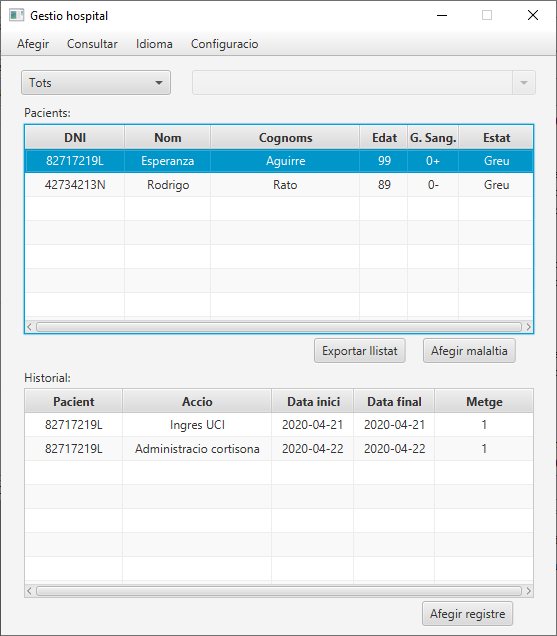 Gestio hospital
Afegir Consultar Idioma Configuracio
Tots
Pacients:
DNI Nom Cognoms Edat G. Sang. Estat
82717219L Esperanza Aguirre 99 0+ Greu
42734213N Rodrigo Rato 89 0- Greu
Exportar llistat Afegir malaltia
Historial:
Pacient Accio Data inici Data final Metge
82717219L Ingres UCI 2020-04-21 2020-04-21 1
82717219L Administracio cortisona 2020-04-22 2020-04-22 1
Afegir registre